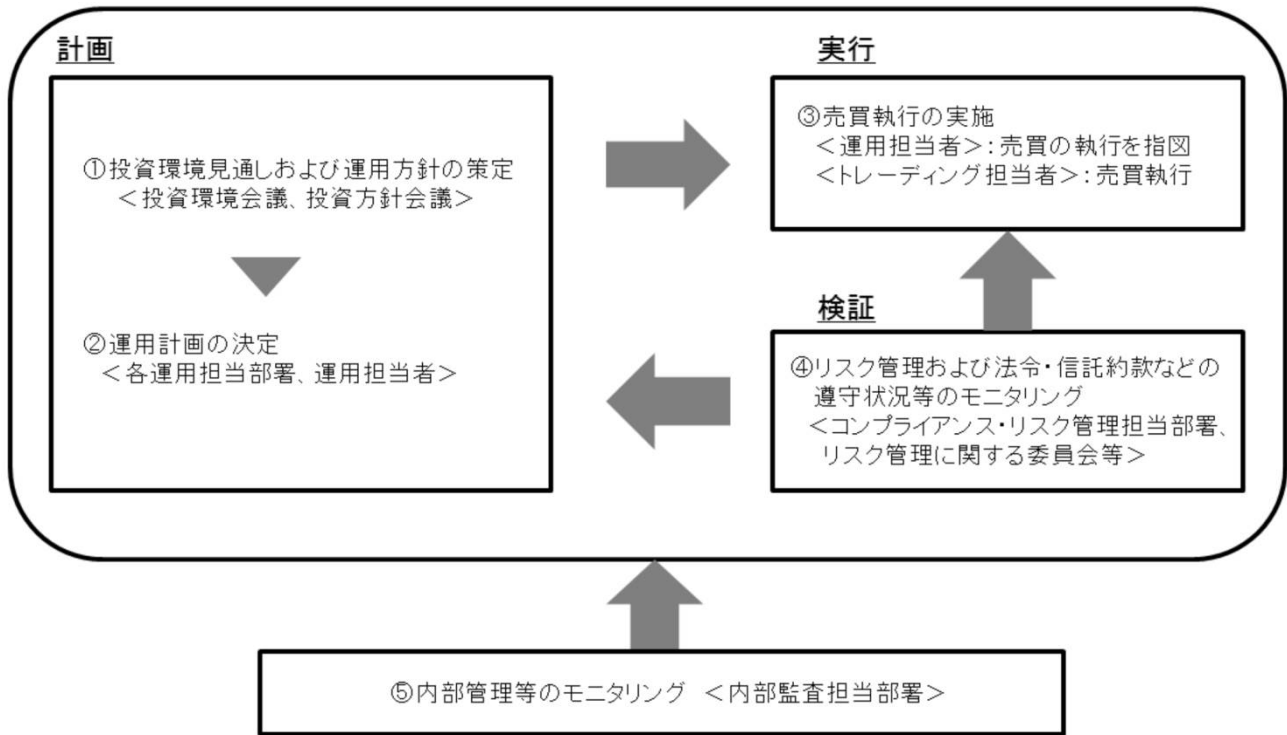 計画
①投資環境見通しおよび運用方針の策定
＜投資環境会議、投資方針会議＞
②運用計画の決定
＜各運用担当部署、運用担当者＞
実行
③売買執行の実施
＜運用担当者＞:売買の執行を指図
＜トレーディング担当者＞:売買執行
検証
④リスク管理および法令・信託約款などの
遵守状況等のモニタリング
＜コンプライアンス・リスク管理担当部署、
リスク管理に関する委員会等＞
⑤内部管理等のモニタリング ＜内部監査担当部署＞